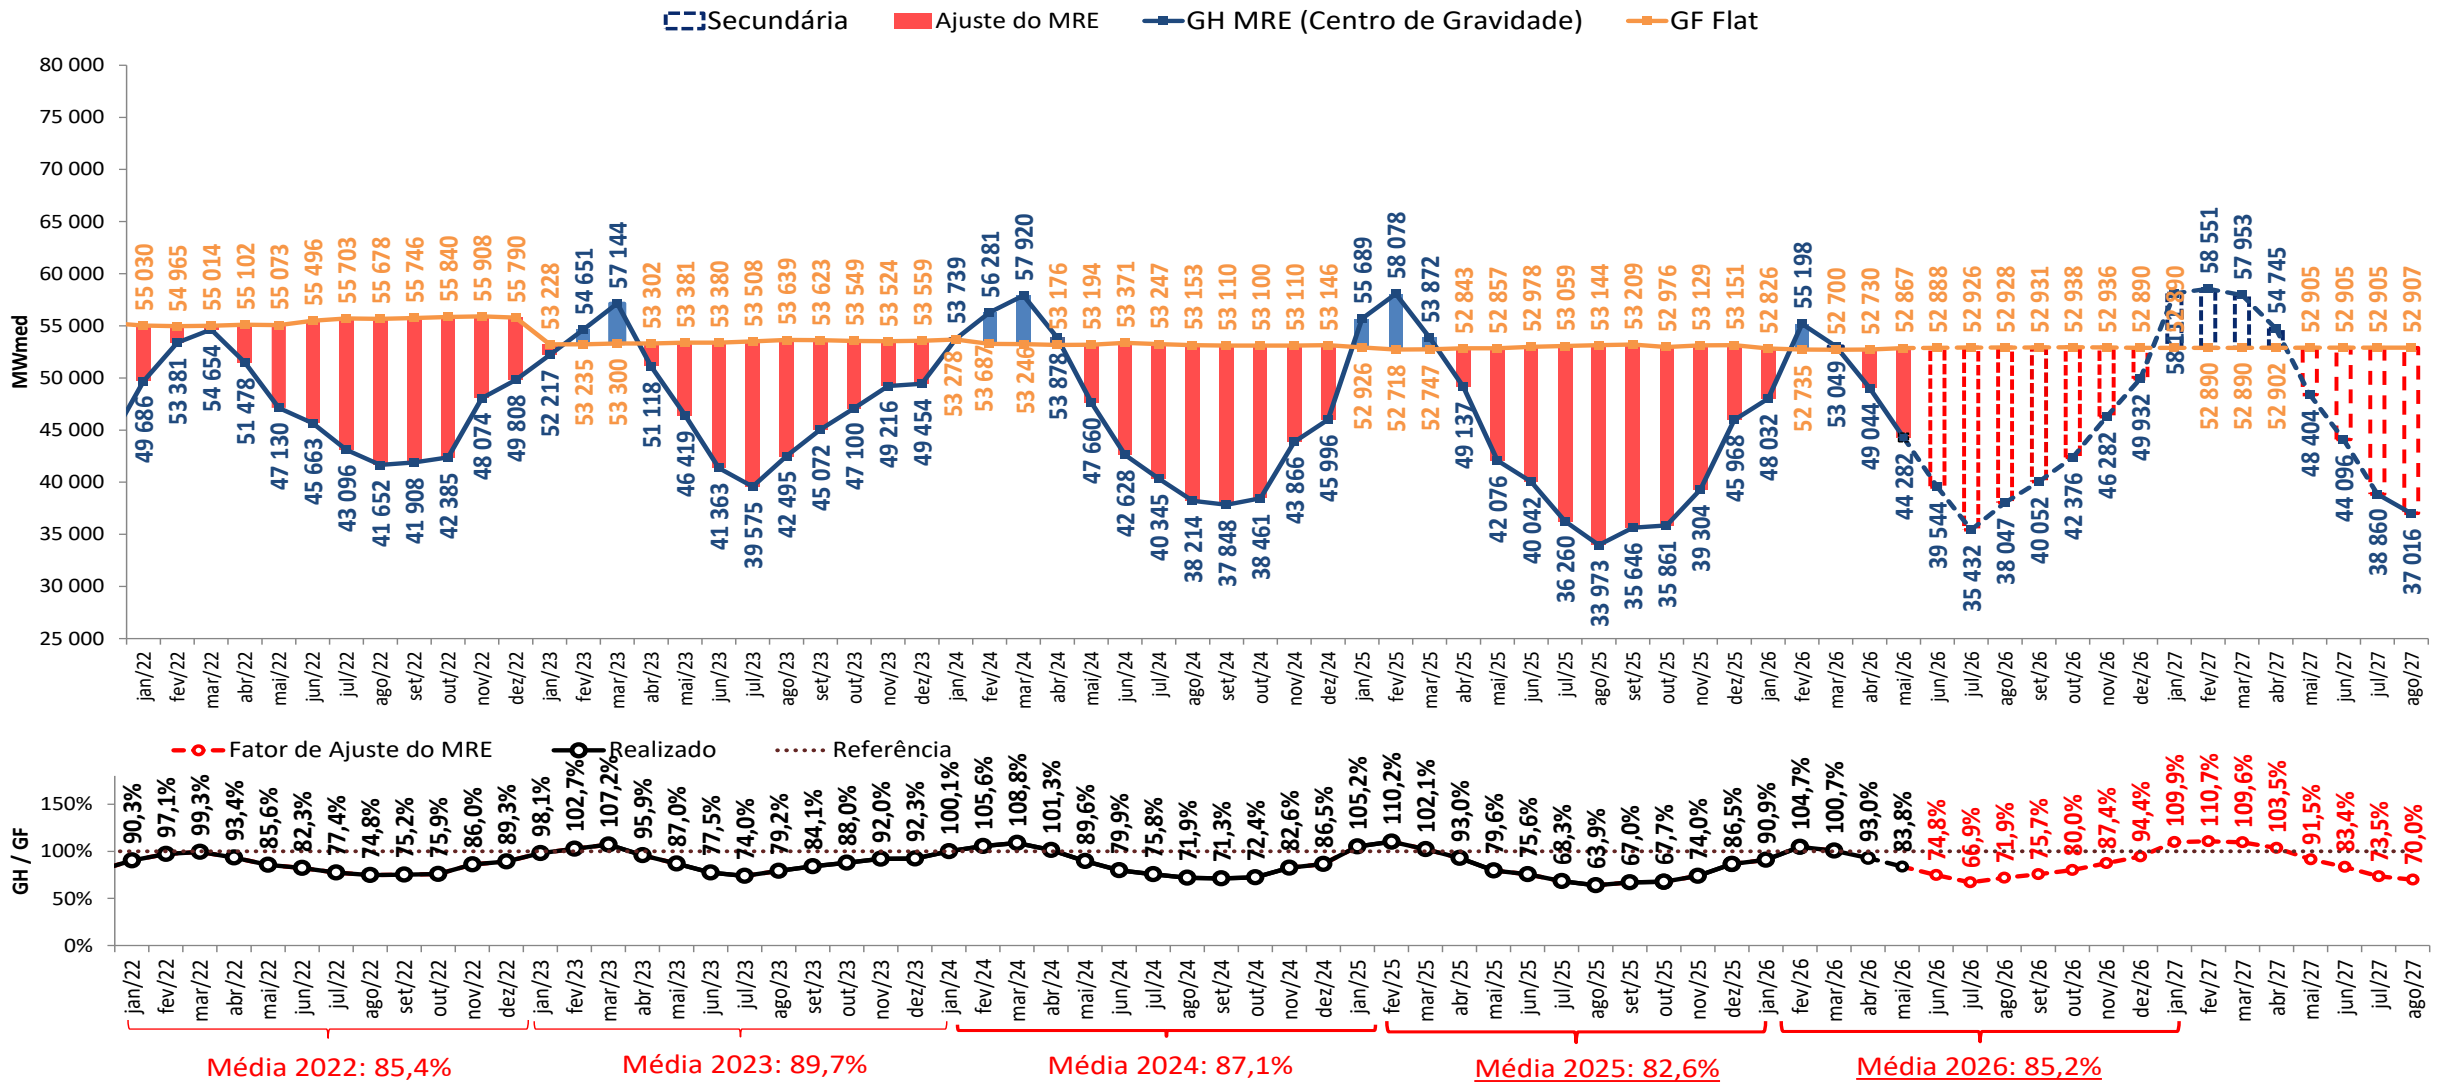 Secundária Ajuste do MRE GH MRE (Centro de Gravidade) GF Flat
MWmed
80 000
75 000
70 000
65 000
60 000
55 000
50 000
45 000
40 000
35 000
30 000
25 000
55 030 54 965 55 014 55 102 55 073 55 496 55 703 55 678 55 746 55 840 55 908 55 790 53 228 53 235 53 300 53 302 53 381 53 380 53 508 53 639 53 623 53 549 53 524 53 559 53 278 53 687 53 246 53 176 53 194 53 371 53 247 53 153 53 110 53 100 53 110 53 146 52 926 52 718 52 747 52 843 52 857 52 978 53 059 53 144 53 209 52 976 53 129 53 151 52 826 52 735 52 700 52 730 52 867 52 888 52 926 52 928 52 931 52 938 52 936 52 890 52 890 52 890 52 890 52 902 52 905 52 905 52 905 52 907
49 686 53 381 54 654 51 478 47 130 45 663 43 096 41 652 41 908 42 385 48 074 49 808 52 217 54 651 57 144 51 118 46 419 41 363 39 575 42 495 45 072 47 100 49 216 49 454 53 739 56 281 57 920 53 878 47 660 42 628 40 345 38 214 37 848 38 461 43 866 45 996 55 689 58 078 53 872 49 137 42 076 40 042 36 260 33 973 35 646 35 861 39 304 45 968 48 032 55 198 53 049 49 044 44 282 39 544 35 432 38 047 40 052 42 376 46 282 49 932 58 551 57 953 54 745 48 404 44 096 38 860 37 016
jan/22 fev/22 mar/22 abr/22 mai/22 jun/22 jul/22 ago/22 set/22 out/22 nov/22 dez/22 jan/23 fev/23 mar/23 abr/23 mai/23 jun/23 jul/23 ago/23 set/23 out/23 nov/23 dez/23 jan/24 fev/24 mar/24 abr/24 mai/24 jun/24 jul/24 ago/24 set/24 out/24 nov/24 dez/24 jan/25 fev/25 mar/25 abr/25 mai/25 jun/25 jul/25 ago/25 set/25 out/25 nov/25 dez/25 jan/26 fev/26 mar/26 abr/26 mai/26 jun/26 jul/26 ago/26 set/26 out/26 nov/26 dez/26 jan/27 fev/27 mar/27 abr/27 mai/27 jun/27 jul/27 ago/27
Fator de Ajuste do MRE Realizado Referência
GH / GF
150%
100%
50%
0%
90,3% 97,1% 99,3% 93,4% 85,6% 82,3% 77,4% 74,8% 75,2% 75,9% 86,0% 89,3% 98,1% 102,7% 107,2% 95,9% 87,0% 77,5% 74,0% 79,2% 84,1% 88,0% 92,0% 92,3% 100,1% 105,6% 108,8% 101,3% 89,6% 79,9% 75,8% 71,9% 71,3% 72,4% 82,6% 86,5% 105,2% 110,2% 102,1% 93,0% 79,6% 75,6% 68,3% 63,9% 67,0% 67,7% 74,0% 86,5% 90,9% 104,7% 100,7% 93,0% 83,8% 74,8% 66,9% 71,9% 75,7% 80,0% 87,4% 94,4% 109,9% 110,7% 109,6% 103,5% 91,5% 83,4% 73,5% 70,0%
jan/22 fev/22 mar/22 abr/22 mai/22 jun/22 jul/22 ago/22 set/22 out/22 nov/22 dez/22 jan/23 fev/23 mar/23 abr/23 mai/23 jun/23 jul/23 ago/23 set/23 out/23 nov/23 dez/23 jan/24 fev/24 mar/24 abr/24 mai/24 jun/24 jul/24 ago/24 set/24 out/24 nov/24 dez/24 jan/25 fev/25 mar/25 abr/25 mai/25 jun/25 jul/25 ago/25 set/25 out/25 nov/25 dez/25 jan/26 fev/26 mar/26 abr/26 mai/26 jun/26 jul/26 ago/26 set/26 out/26 nov/26 dez/26 jan/27 fev/27 mar/27 abr/27 mai/27 jun/27 jul/27 ago/27
Média 2022: 85,4% Média 2023: 89,7% Média 2024: 87,1% Média 2025: 82,6% Média 2026: 85,2%